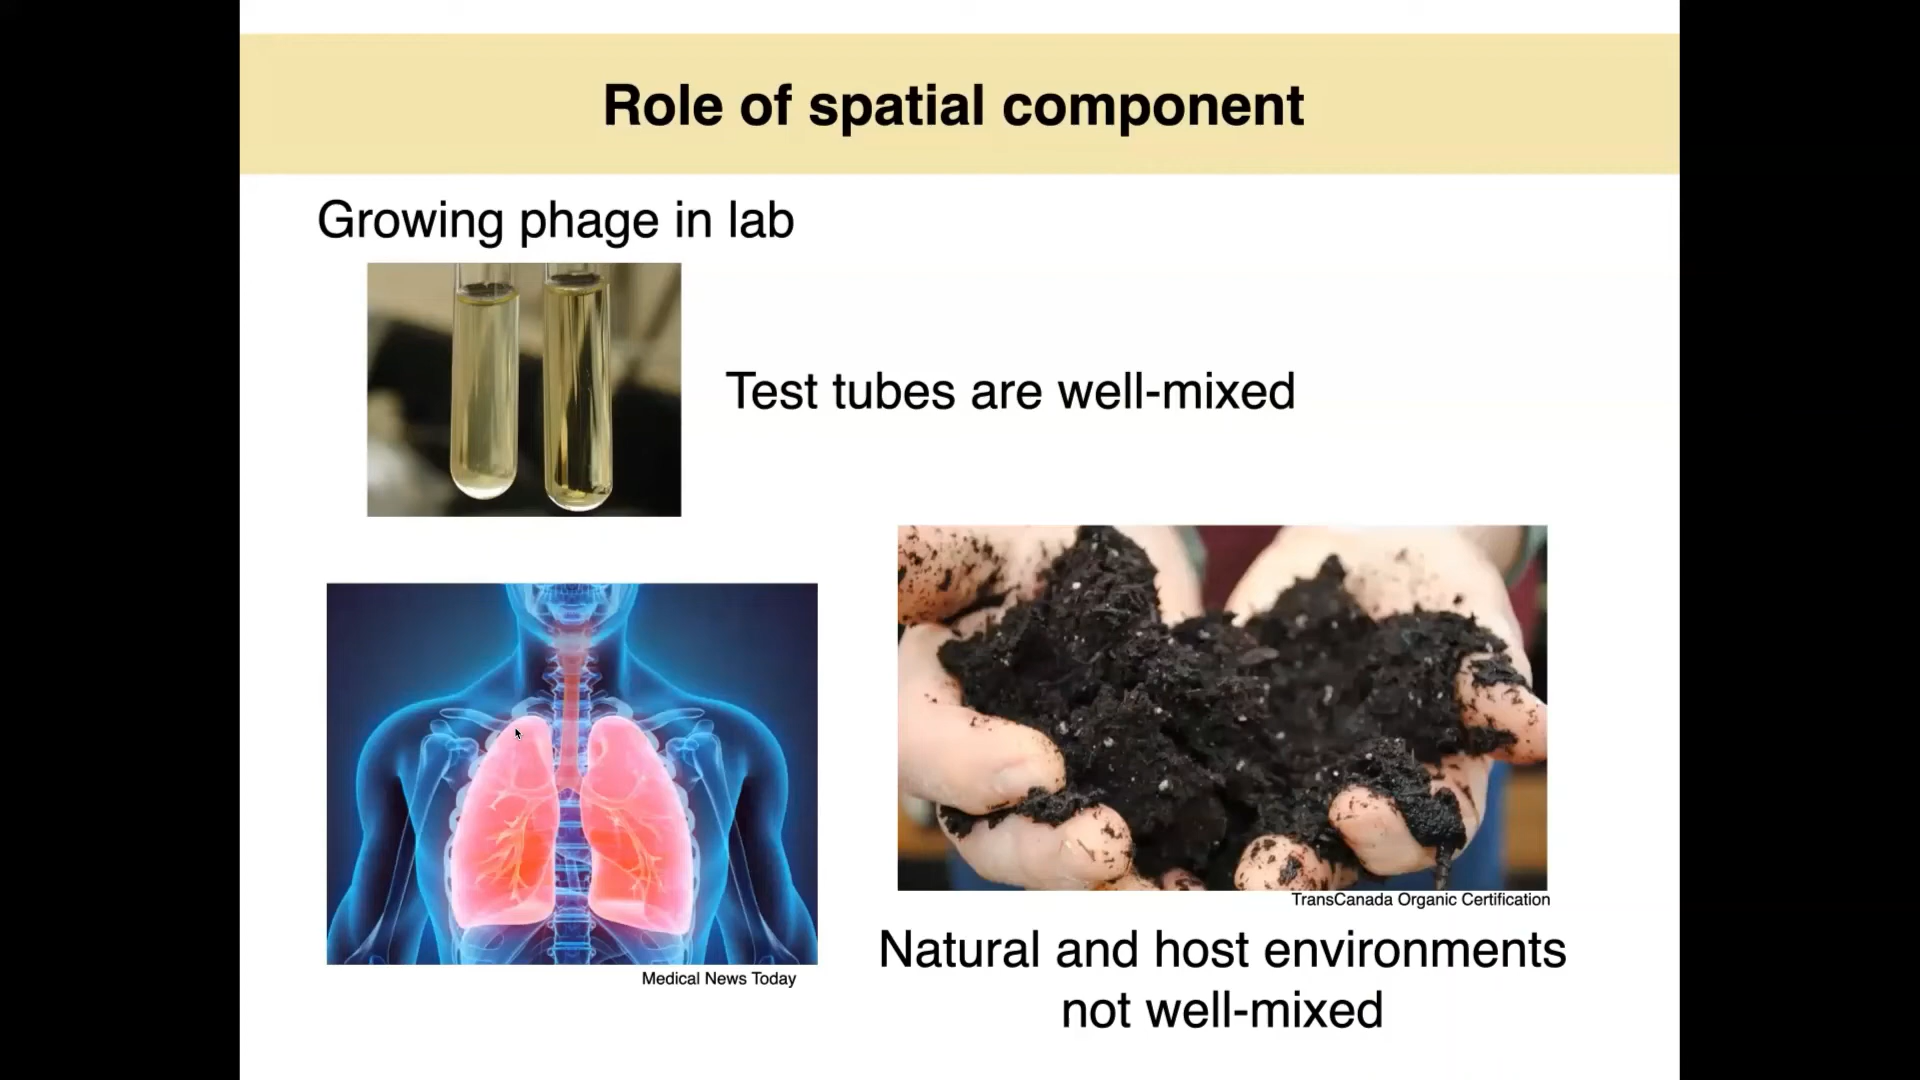 Role of spatial component
Growing phage in lab
Test tubes are well-mixed
Medical News Today
TransCanada Organic Certification
Natural and host environments
not well-mixed